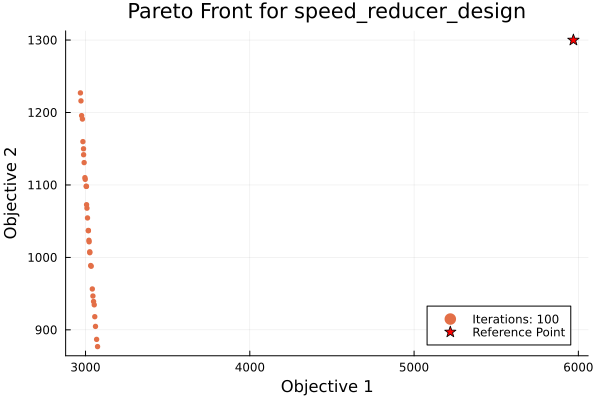 Pareto Front for speed_reducer_design
Objective 2
1300
1200
1100
1000
900
Iterations: 100
Reference Point
3000 4000 5000 6000
Objective 1